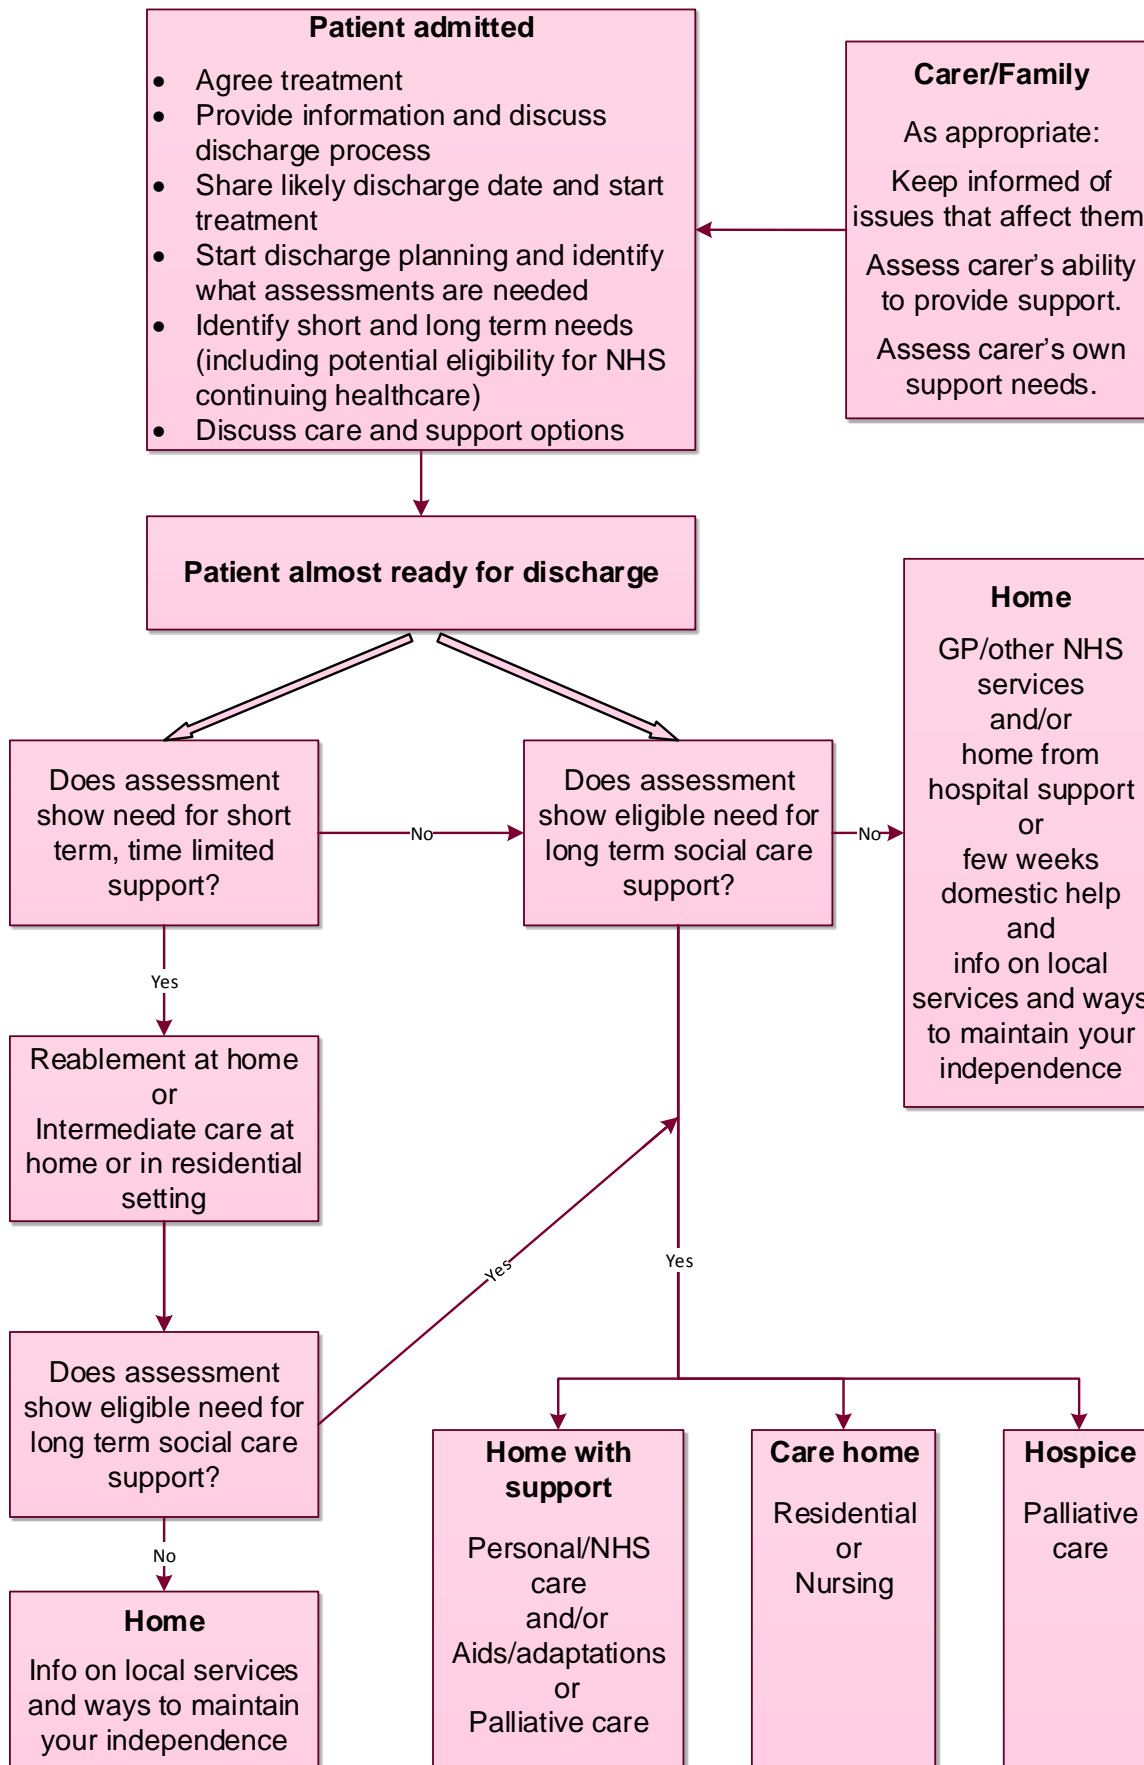 Patient admitted
• Agree treatment
• Provide information and discuss
discharge process
• Share likely discharge date and start
treatment
• Start discharge planning and identify
what assessments are needed
• Identify short and long term needs
(including potential eligibility for NHS
continuing healthcare)
• Discuss care and support options
Carer/Family
As appropriate:
Keep informed of
issues that affect them
Assess carer’s ability
to provide support.
Assess carer’s own
support needs.
Patient almost ready for discharge
Home
GP/other NHS
services
and/or
home from
hospital support
or
few weeks
domestic help
and
info on local
services and ways
to maintain your
independence
Does assessment
show need for short
term, time limited
support?
No
Does assessment
show eligible need for
long term social care
support?
No
Yes
Reablement at home
or
Intermediate care at
home or in residential
setting
Yes
Yes
Does assessment
show eligible need for
long term social care
support?
No
Home
Info on local services
and ways to maintain
your independence
Home with
support
Personal/NHS
care
and/or
Aids/adaptations
or
Palliative care
Care home
Residential
or
Nursing
Hospice
Palliative
care